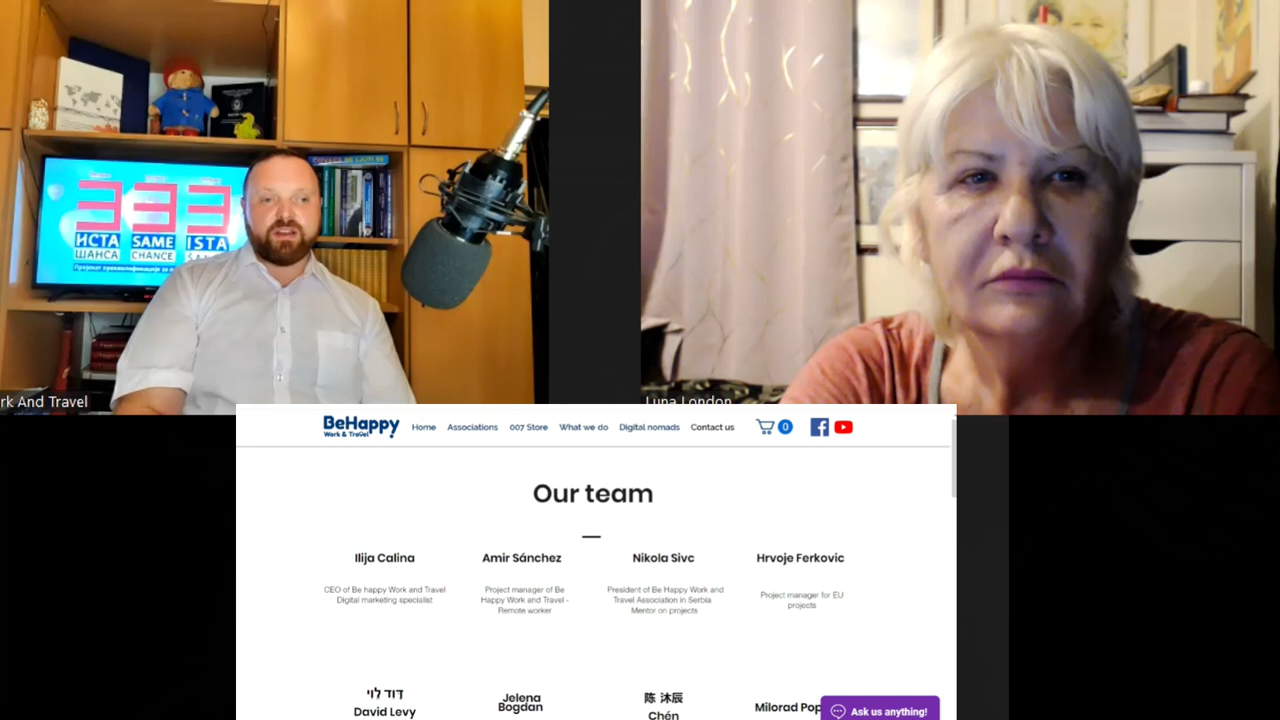 ИСТА SAME ISTA
ШАНСА CHANCE
rk And Travel
Luna London
BeHappy
Work & Travel
Home Associations 007 Store What we do Digital nomads Contact us 0
Our team
Ilija Calina Amir Sánchez Nikola Sivc Hrvoje Ferkovic
CEO of Be happy Work and Travel
Digital marketing specialist
Project manager of Be
Happy Work and Travel -
Remote worker
President of Be Happy Work and
Travel Association in Serbia
Mentor on projects
Project manager for EU
projects
דוד לוי
David Levy
Jelena
Bogdan
陈 沐辰
Chén
Milorad Pop
Ask us anything!